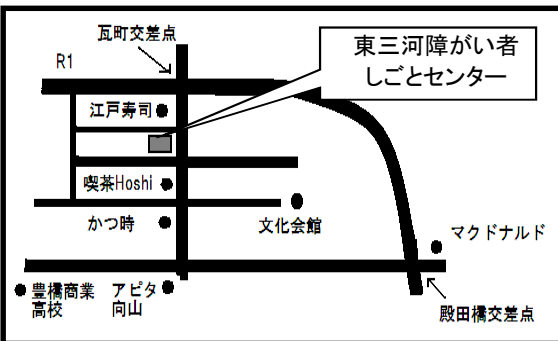 瓦町交差点
R1
東三河障がい者
しごとセンター
江戸寿司
喫茶Hoshi
かつ時
文化会館
マクドナルド
豊橋商業
高校
アピタ
向山
殿田橋交差点